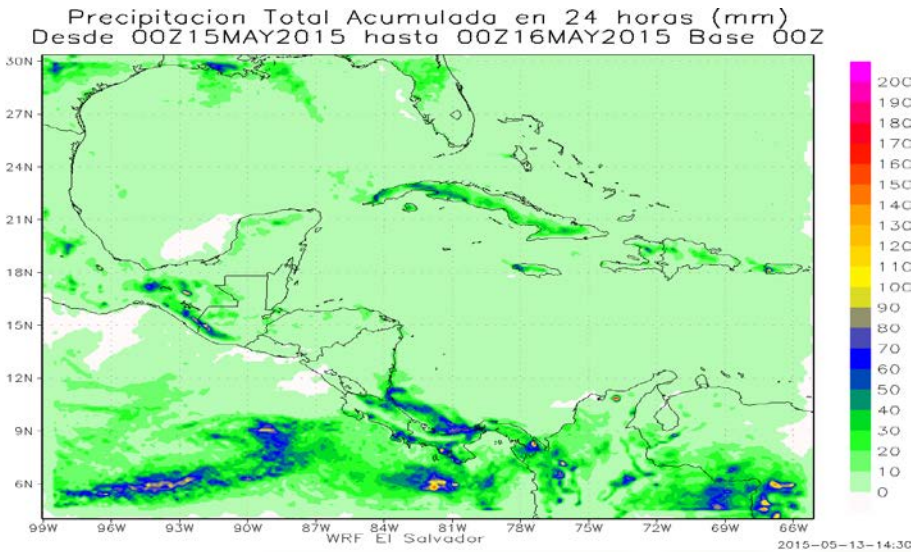 Precipitacion Total Acumulada en 24 horas (mm)
Desde 00Z15MAY2015 hasta 00Z16MAY2015 Base 00Z
30N
27N
24N
21N
18N
15N
12N
9N
6N
99W 96W 93W 90W 87W 84W 81W 78W 75W 72W 69W 66W
200
190
180
170
160
150
140
130
120
110
100
90
80
70
60
50
40
30
20
10
0
WRF El Salvador
2015-05-13-14:30